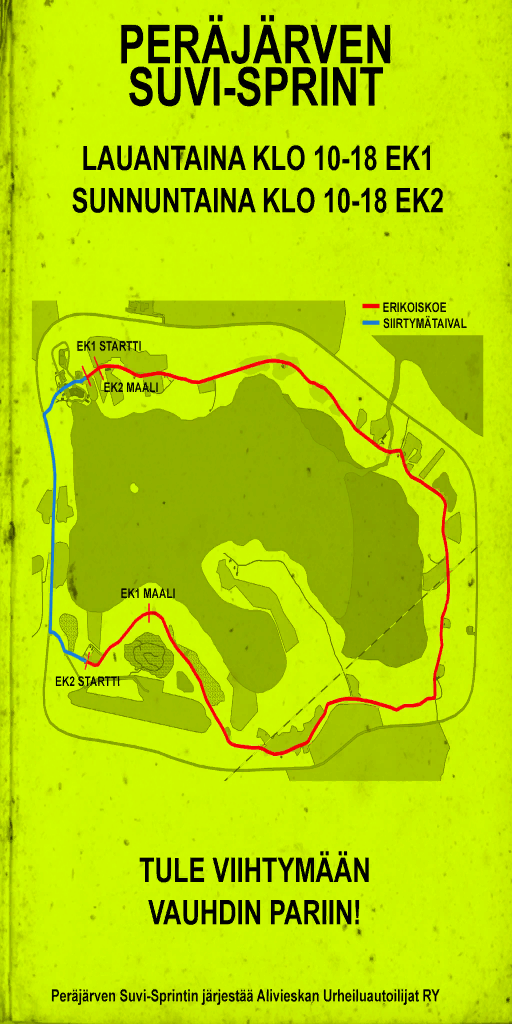 PERÄJÄRVEN
SUVI-SPRINT
LAUANTAINA KLO 10-18 EK1
SUNNUNTAINA KLO 10-18 EK2
ERIKOISKOE
SIIRTYMÄTAIVAL
EK1 STARTTI
EK2 MAALI
EK1 MAALI
EK2 STARTTI
TULE VIIHTYMÄÄN
VAUHDIN PARIIN!
Peräjärven Suvi-Sprintin järjestää Alivieskan Urheiluautoilijat RY